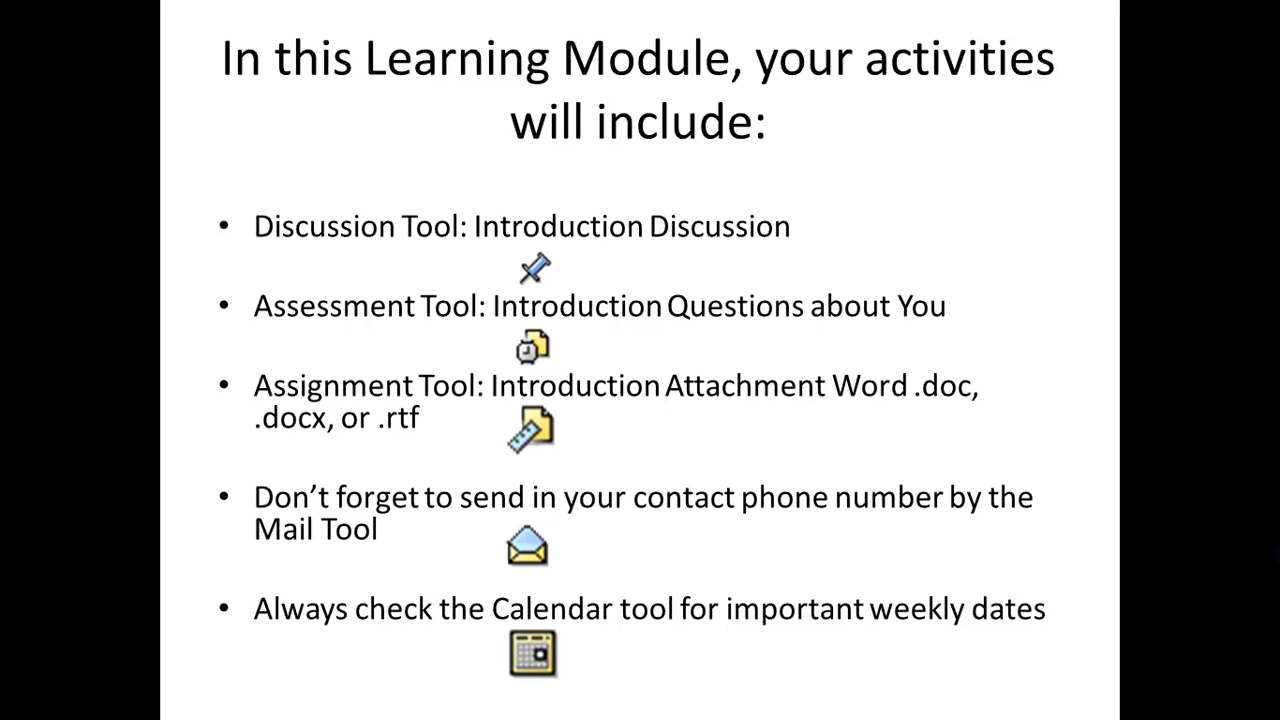 In this Learning Module, your activities
will include:
• Discussion Tool: Introduction Discussion
• Assessment Tool: Introduction Questions about You
• Assignment Tool: Introduction Attachment Word .doc,
.docx, or .rtf
• Don’t forget to send in your contact phone number by the
Mail Tool
• Always check the Calendar tool for important weekly dates